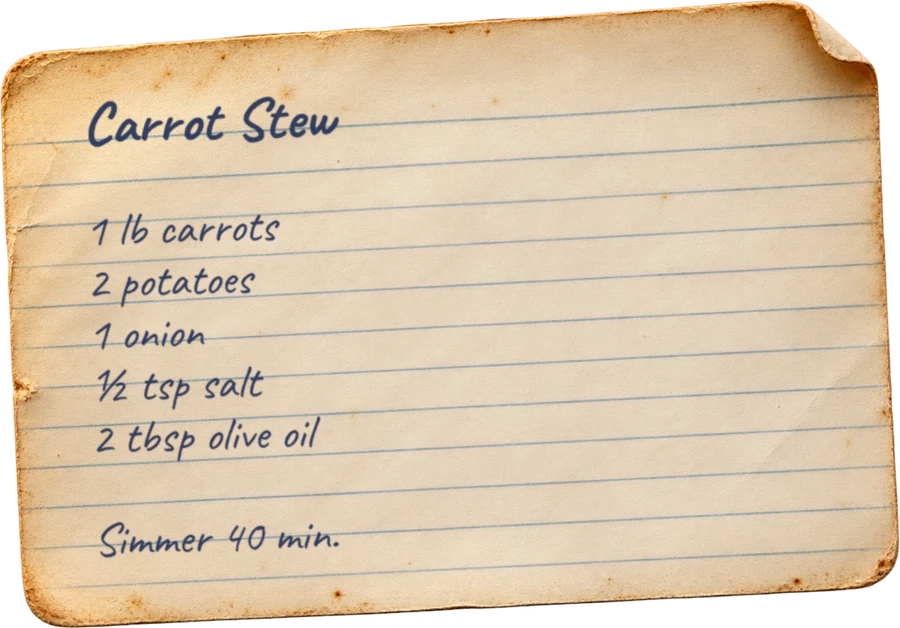 Carrot Stew
1 lb carrots
2 potatoes
1 onion
½ tsp salt
2 tbsp olive oil
Simmer 40 min.